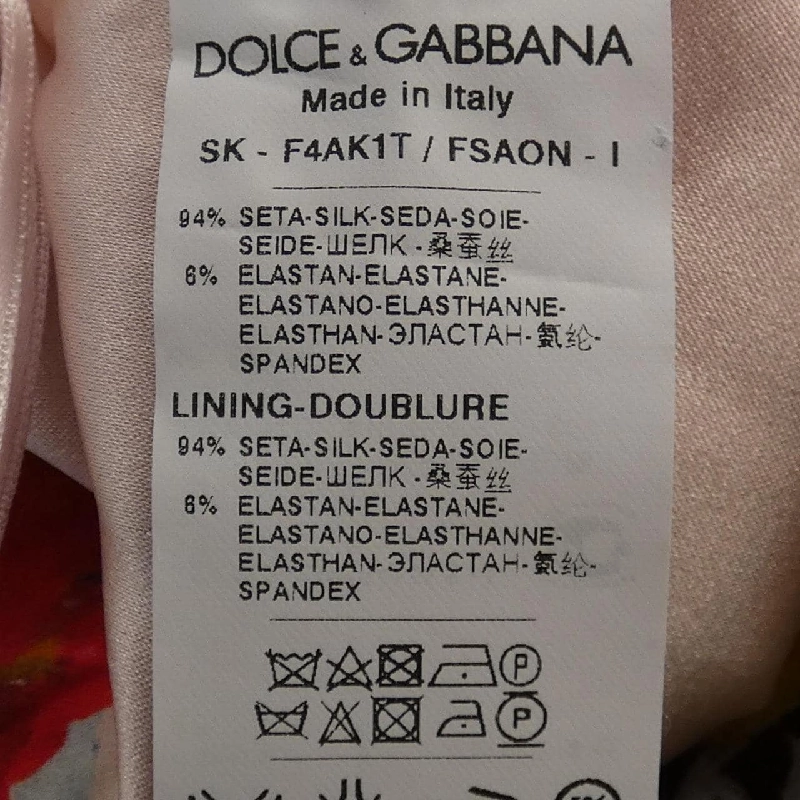 DOLCE & GABBANA
Made in Italy
SK - F4AK1T / FSAON - I
94% SETA-SILK-SEDA-SOIE-
SEIDE-ШЕЛК -桑蚕丝
6% ELASTAN-ELASTANE-
ELASTANO-ELASTHANNE-
ELASTHAN-ЭЛАСТАН-氨纶-
SPANDEX
LINING-DOUBLURE
94% SETA-SILK-SEDA-SOIE-
SEIDE-ШЕЛК -桑蚕丝
6% ELASTAN-ELASTANE-
ELASTANO-ELASTHANNE-
ELASTHAN-ЭЛАСТАН-氨纶-
SPANDEX
P
P